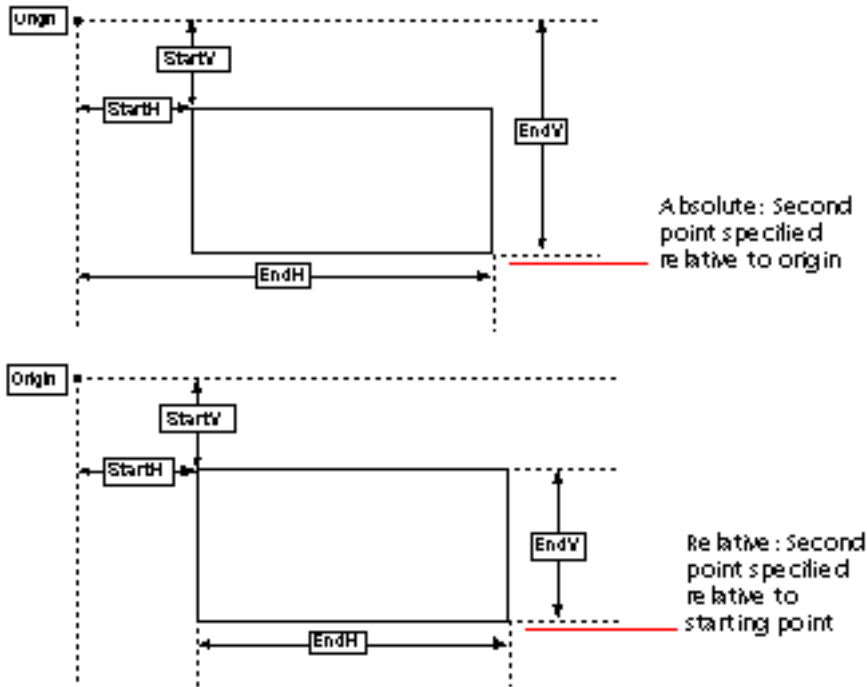 Origin
StartV
StartH
EndV
Absolute: Second
point specified
relative to origin
EndH
Origin
StartV
StartH
EndV
Relative: Second
point specified
relative to
starting point
EndH